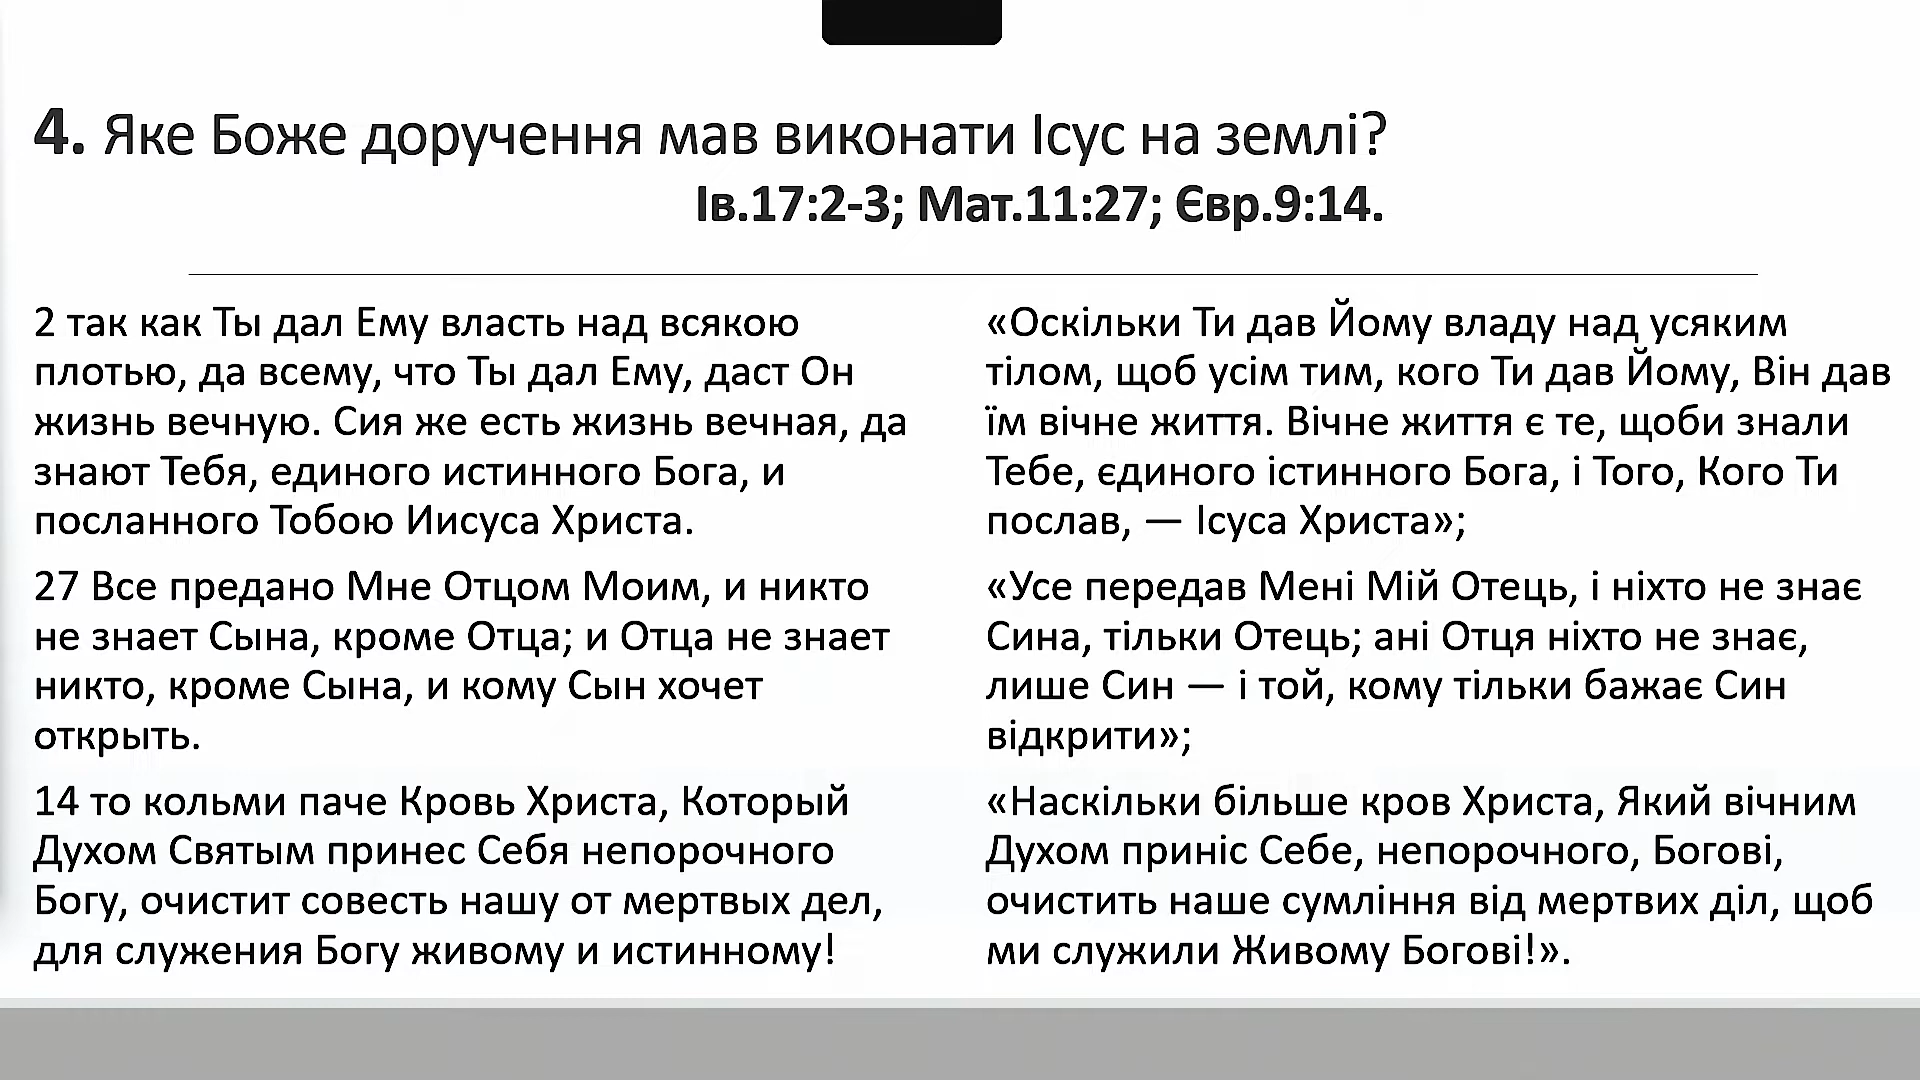 4. Яке Боже доручення мав виконати Ісус на землі?
Ів.17:2-3; Мат.11:27; Євр.9:14.
2 так как Ты дал Ему власть над всякою
плотью, да всему, что Ты дал Ему, даст Он
жизнь вечную. Сия же есть жизнь вечная, да
знают Тебя, единого истинного Бога, и
посланного Тобою Иисуса Христа.
27 Все предано Мне Отцом Моим, и никто
не знает Сына, кроме Отца; и Отца не знает
никто, кроме Сына, и кому Сын хочет
открыть.
14 то кольми паче Кровь Христа, Который
Духом Святым принес Себя непорочного
Богу, очистит совесть нашу от мертвых дел,
для служения Богу живому и истинному!
«Оскільки Ти дав Йому владу над усяким
тілом, щоб усім тим, кого Ти дав Йому, Він дав
їм вічне життя. Вічне життя є те, щоби знали
Тебе, єдиного істинного Бога, і Того, Кого Ти
послав, — Ісуса Христа»;
«Усе передав Мені Мій Отець, і ніхто не знає
Сина, тільки Отець; ані Отця ніхто не знає,
лише Син — і той, кому тільки бажає Син
відкрити»;
«Наскільки більше кров Христа, Який вічним
Духом приніс Себе, непорочного, Богові,
очистить наше сумління від мертвих діл, щоб
ми служили Живому Богові!».